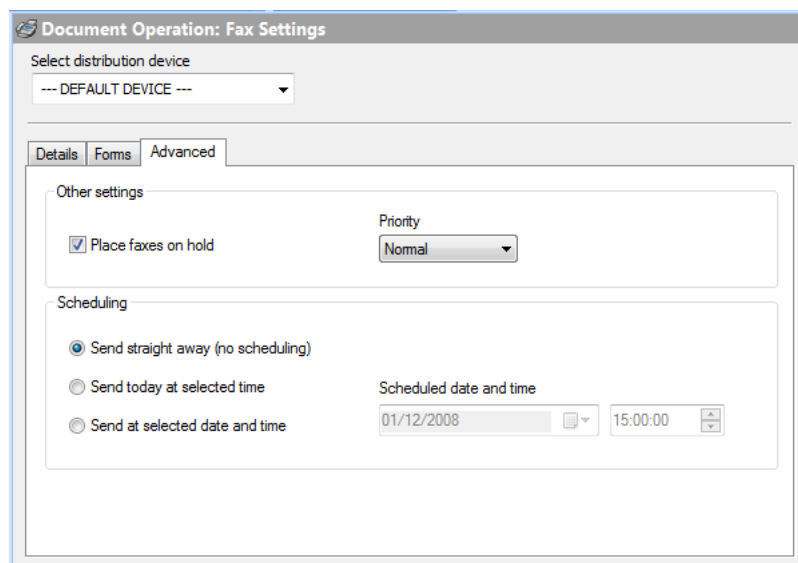 Document Operation: Fax Settings
Select distribution device
--- DEFAULT DEVICE ---
Details Forms Advanced
Other settings
Priority
Place faxes on hold
Normal
Scheduling
Send straight away (no scheduling)
Send today at selected time
Scheduled date and time
Send at selected date and time
01/12/2008 15:00:00